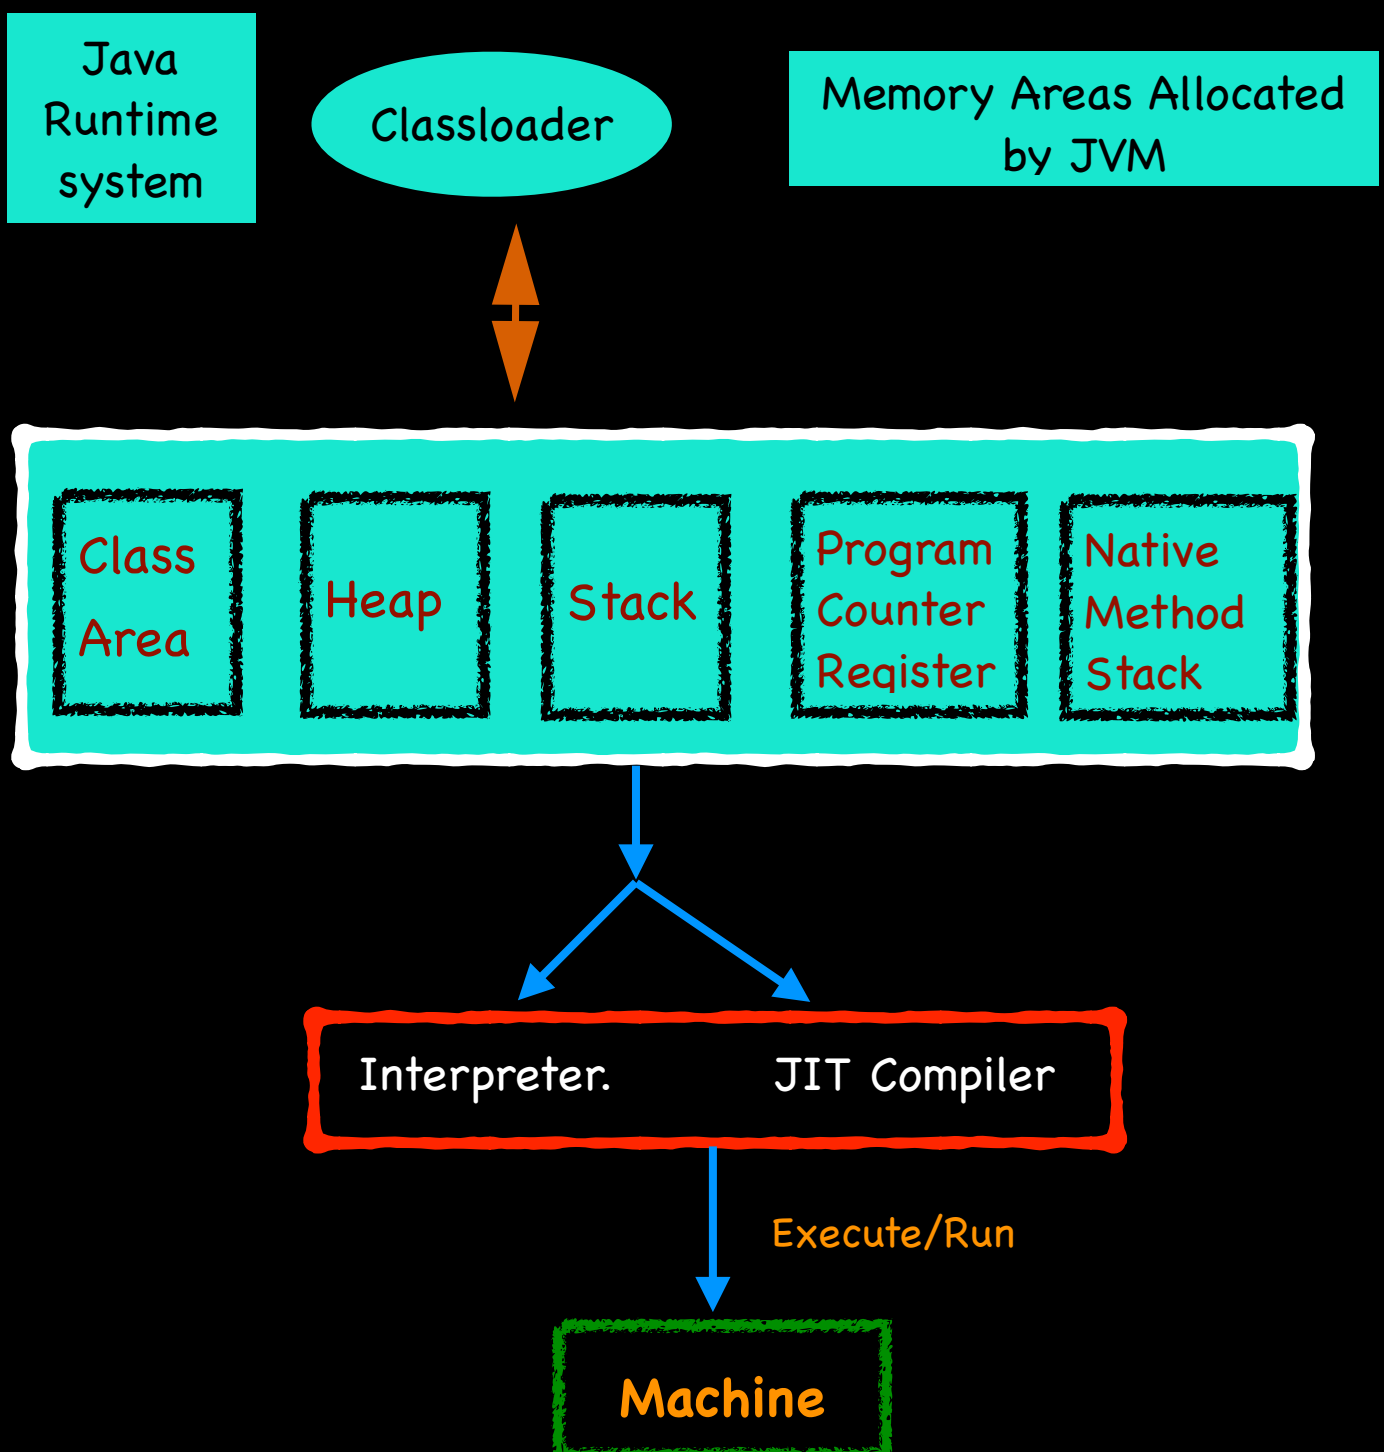 Java
Runtime
system
Classloader
Memory Areas Allocated
by JVM
Class
Area
Heap
Stack
Program
Counter
Register
Native
Method
Stack
Interpreter.
JIT Compiler
Execute/Run
Machine